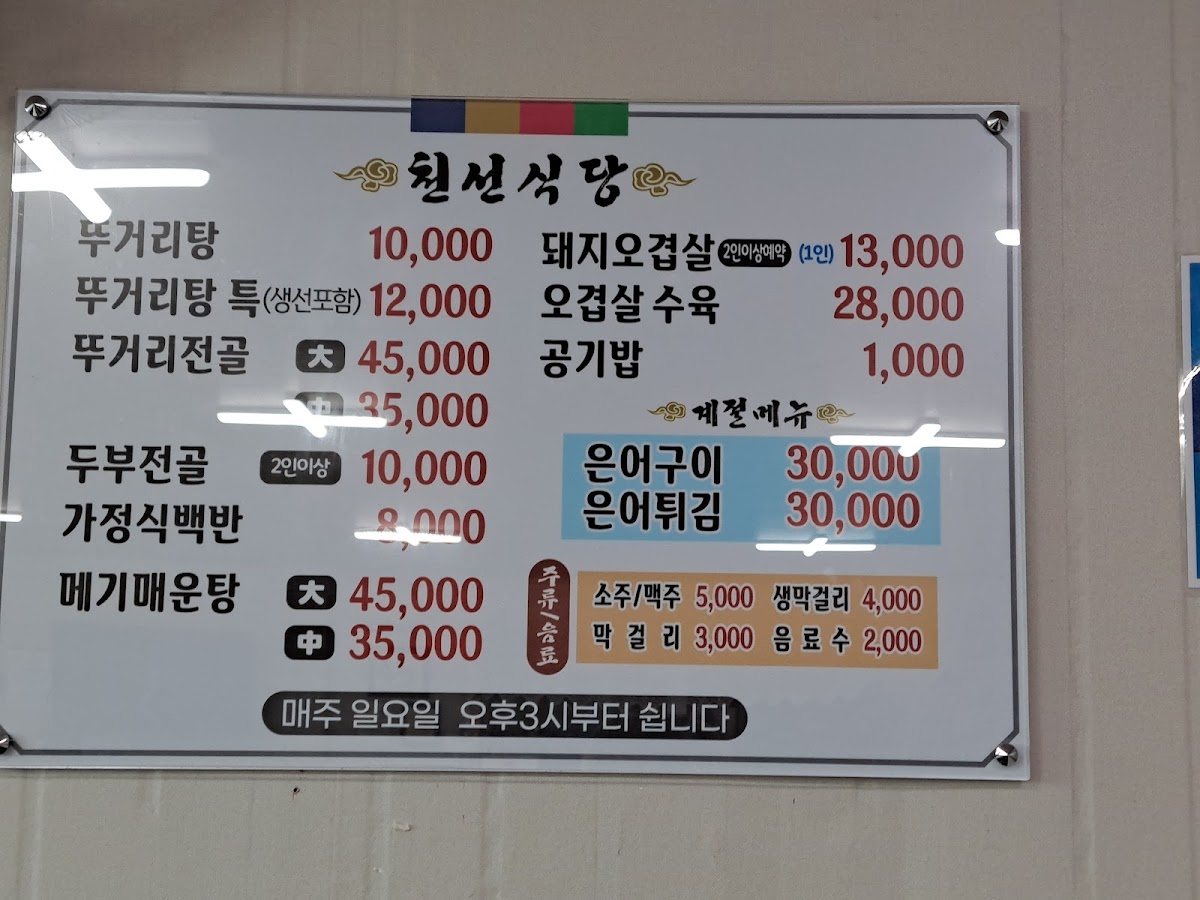 천선식당
뚜거리탕 10,000
뚜거리탕 특(생선포함) 12,000
뚜거리전골 大 45,000
中 35,000
두부전골 2인이상 10,000
가정식백반 8,000
메기매운탕 大 45,000
中 35,000
돼지오겹살 2인이상예약 (1인) 13,000
오겹살 수육 28,000
공기밥 1,000
계절메뉴
은어구이 30,000
은어튀김 30,000
주류/음료
소주/맥주 5,000 생막걸리 4,000
막걸리 3,000 음료수 2,000
매주 일요일 오후3시부터 쉽니다